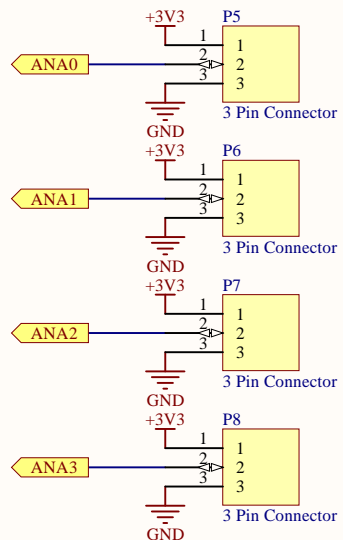 +3V3 P5
1 1
ANA0 2 2
3 3
GND 3 Pin Connector
+3V3 P6
1 1
ANA1 2 2
3 3
GND 3 Pin Connector
+3V3 P7
1 1
ANA2 2 2
3 3
GND 3 Pin Connector
+3V3 P8
1 1
ANA3 2 2
3 3
GND 3 Pin Connector